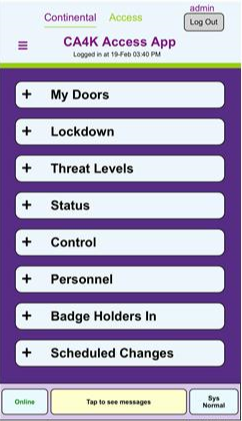 admin
Continental Access
Log Out
CA4K Access App
Logged in at 19-Feb 03:40 PM
+ My Doors
+ Lockdown
+ Threat Levels
+ Status
+ Control
+ Personnel
+ Badge Holders In
+ Scheduled Changes
Online
Tap to see messages
Sys
Normal